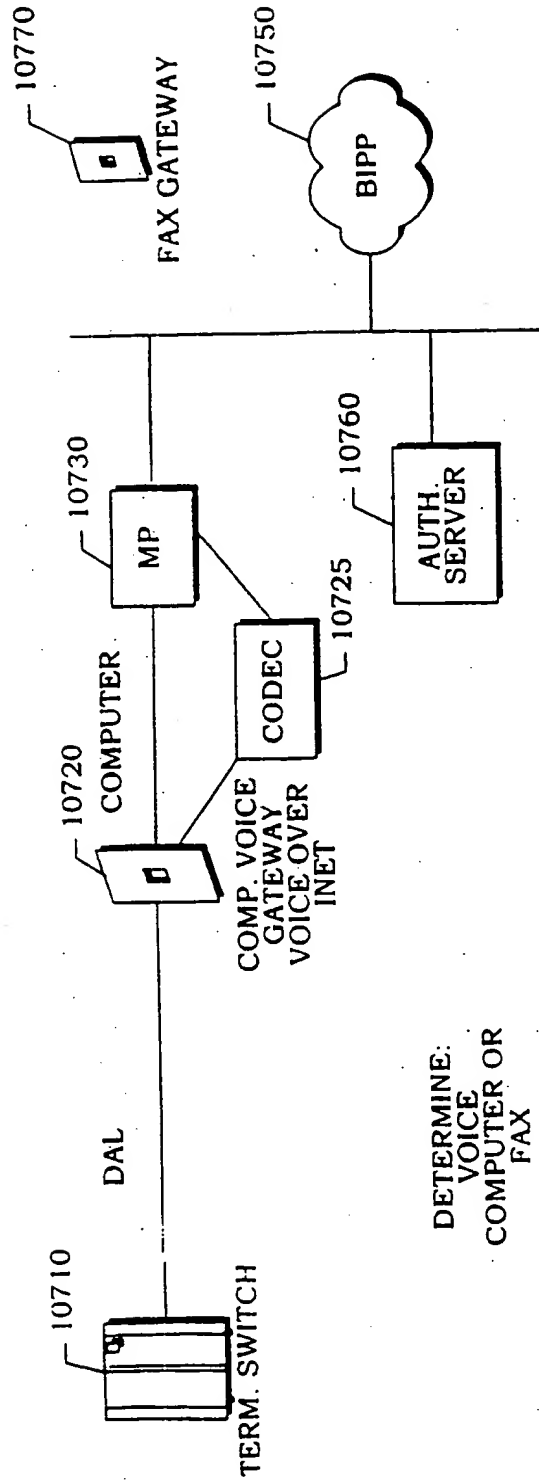 10710
TERM. SWITCH
DAL
10720
COMP. VOICE
GATEWAY
VOICE OVER
INET
COMPUTER
CODEC
10725
10730
MP
10760
AUTH.
SERVER
10770
FAX GATEWAY
10750
BIPP
DETERMINE:
VOICE
COMPUTER OR
FAX